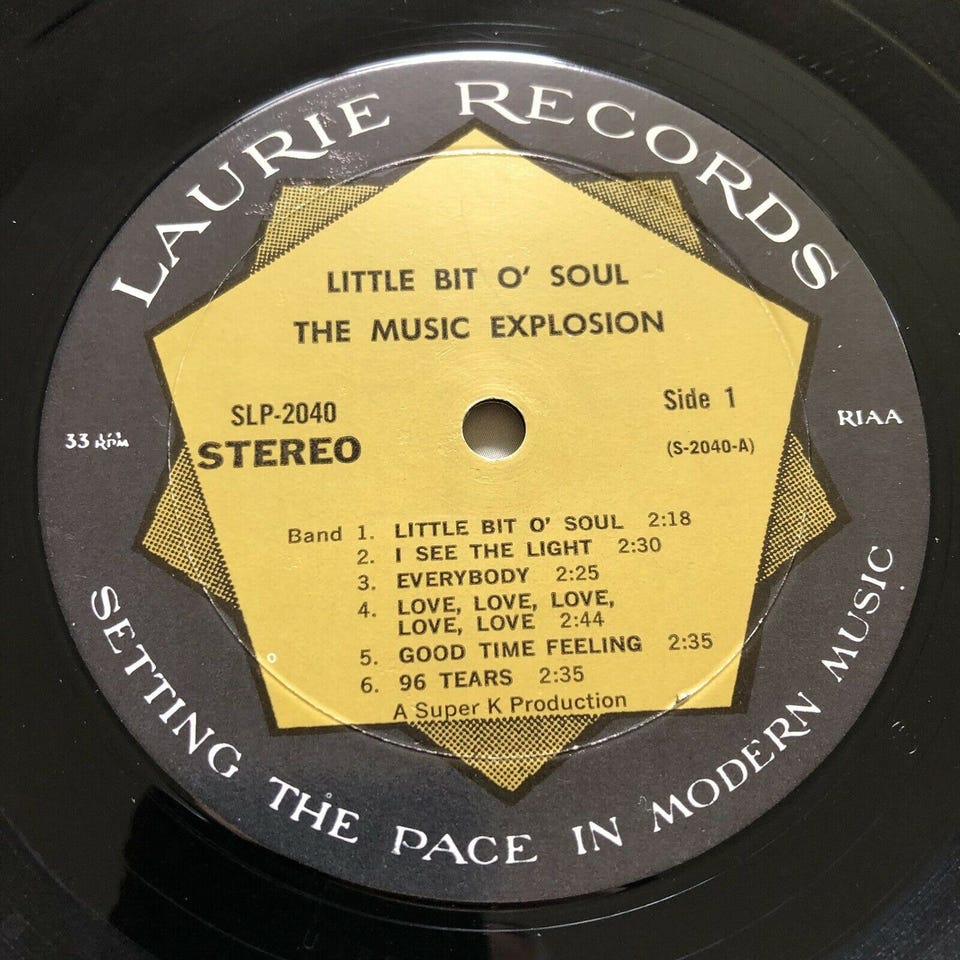 LAURIE RECORDS
LITTLE BIT O' SOUL
THE MUSIC EXPLOSION
SLP-2040
STEREO
Side 1
(S-2040-A)
33 1/3 RPM
RIAA
Band 1. LITTLE BIT O' SOUL 2:18
2. I SEE THE LIGHT 2:30
3. EVERYBODY 2:25
4. LOVE, LOVE, LOVE,
LOVE, LOVE 2:44
5. GOOD TIME FEELING 2:35
6. 96 TEARS 2:35
A Super K Production
SETTING THE PACE IN MODERN MUSIC